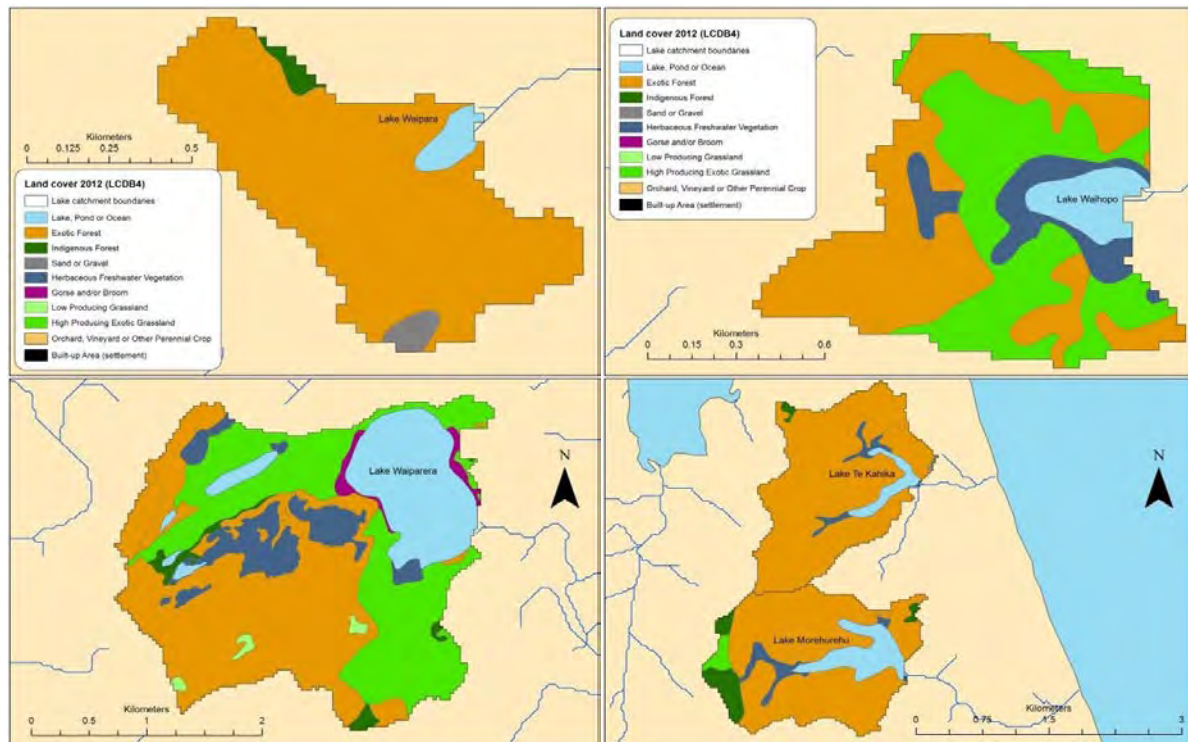 Lake Waipara
Kilometers
0 0.125 0.25 0.5
Land cover 2012 (LCDB4)
Lake catchment boundaries
Lake, Pond or Ocean
Exotic Forest
Indigenous Forest
Sand or Gravel
Herbaceous Freshwater Vegetation
Gorse and/or Broom
Low Producing Grassland
High Producing Exotic Grassland
Orchard, Vineyard or Other Perennial Crop
Built-up Area (settlement)
Land cover 2012 (LCDB4)
Lake catchment boundaries
Lake, Pond or Ocean
Exotic Forest
Indigenous Forest
Sand or Gravel
Herbaceous Freshwater Vegetation
Gorse and/or Broom
Low Producing Grassland
High Producing Exotic Grassland
Orchard, Vineyard or Other Perennial Crop
Built-up Area (settlement)
Lake Waihopo
Kilometers
0 0.15 0.3 0.6
Lake Waiparera
N
Kilometers
0 0.5 1 2
Lake Te Kahika
N
Lake Morehurehu
Kilometers
0 0.75 1.5 3